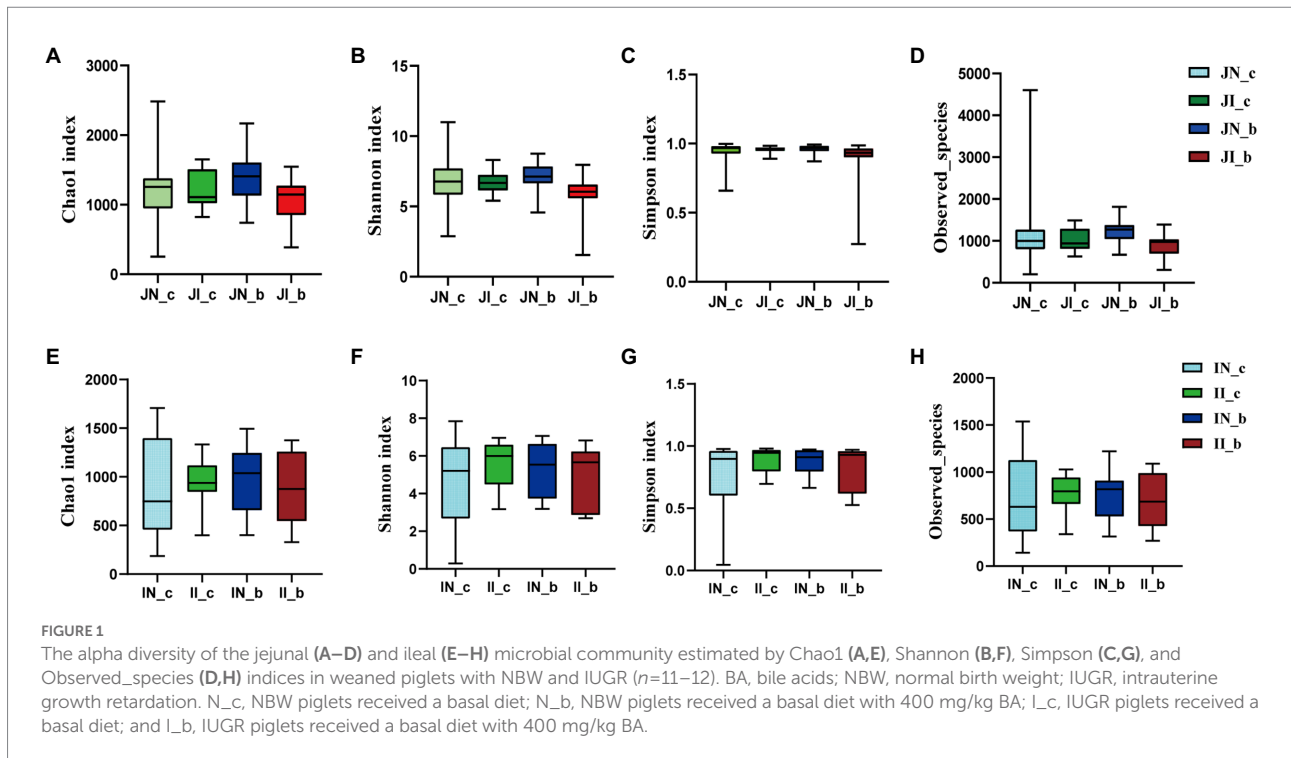 A
Chao1 index
3000
2000
1000
0
JN_c JI_c JN_b JI_b
B
Shannon index
15
10
5
0
JN_c JI_c JN_b JI_b
C
Simpson index
1.5
1.0
0.5
0.0
JN_c JI_c JN_b JI_b
D
Observed_species
5000
4000
3000
2000
1000
0
JN_c JI_c JN_b JI_b
JN_c
JI_c
JN_b
JI_b
E
Chao1 index
2000
1500
1000
500
0
IN_c II_c IN_b II_b
F
Shannon index
10
8
6
4
2
0
IN_c II_c IN_b II_b
G
Simpson index
1.5
1.0
0.5
0.0
IN_c II_c IN_b II_b
H
Observed_species
2000
1500
1000
500
0
IN_c II_c IN_b II_b
IN_c
II_c
IN_b
II_b
FIGURE 1
The alpha diversity of the jejunal (A–D) and ileal (E–H) microbial community estimated by Chao1 (A,E), Shannon (B,F), Simpson (C,G), and
Observed_species (D,H) indices in weaned piglets with NBW and IUGR (n=11–12). BA, bile acids; NBW, normal birth weight; IUGR, intrauterine
growth retardation. N_c, NBW piglets received a basal diet; N_b, NBW piglets received a basal diet with 400 mg/kg BA; I_c, IUGR piglets received a
basal diet; and I_b, IUGR piglets received a basal diet with 400 mg/kg BA.